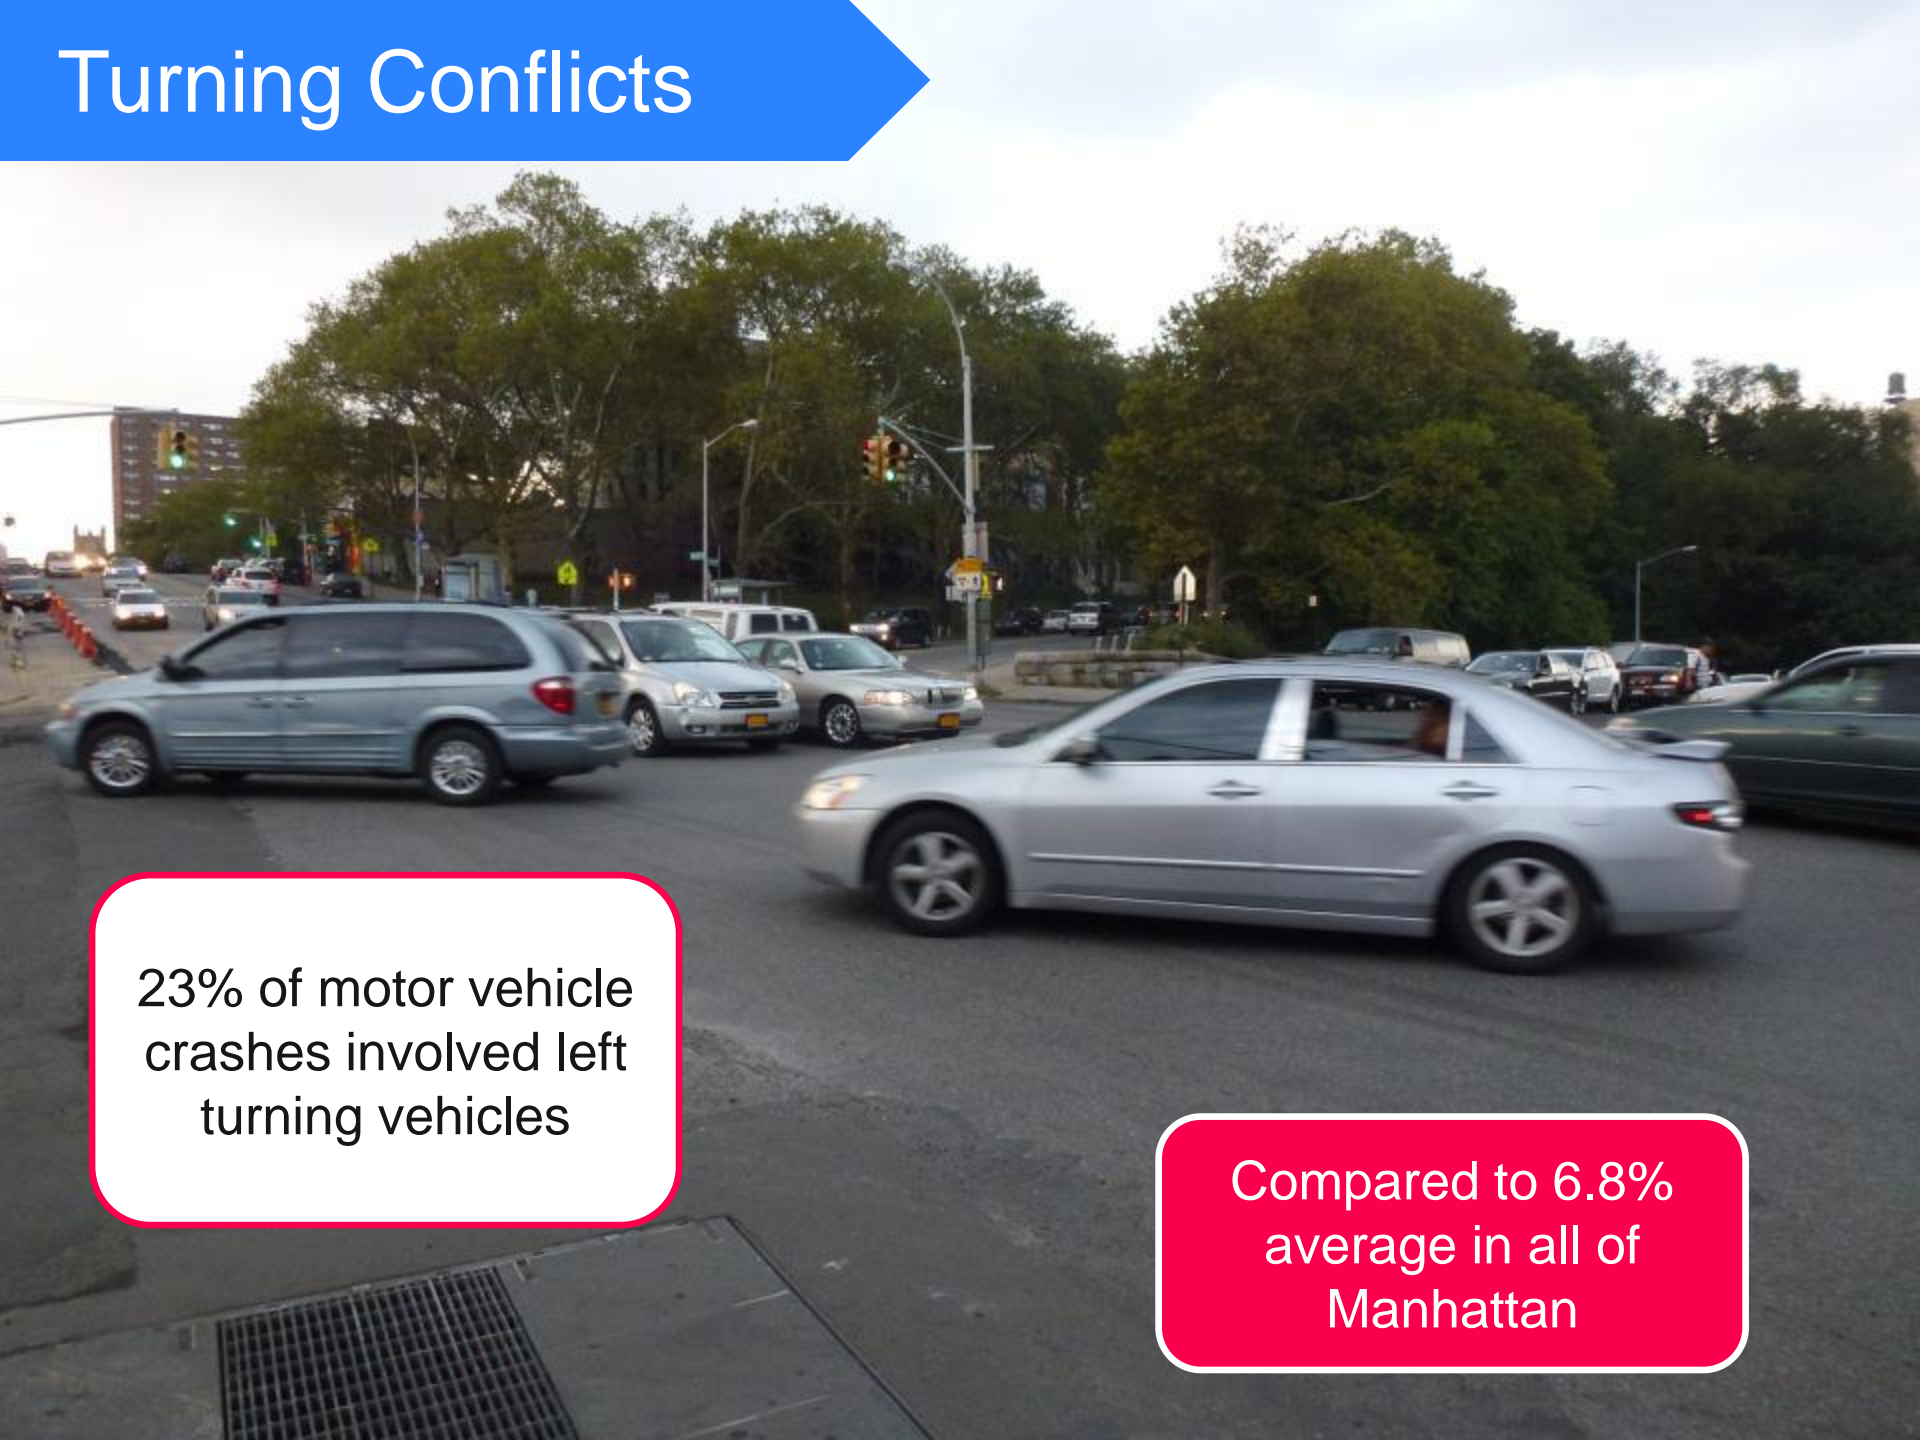 Turning Conflicts
23% of motor vehicle
crashes involved left
turning vehicles
Compared to 6.8%
average in all of
Manhattan